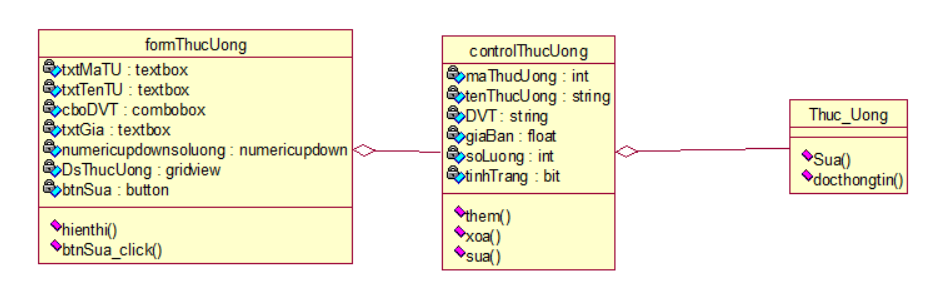 formThucUong
txtMaTU : textbox
txtTenTU : textbox
cboDVT : combobox
txtGia : textbox
numericupdownsoluong : numericupdown
DsThucUong : gridview
btnSua : button
hienthi()
btnSua_click()
controlThucUong
maThucUong : int
tenThucUong : string
DVT : string
giaBan : float
soLuong : int
tinhTrang : bit
them()
xoa()
sua()
Thuc_Uong
Sua()
docthongtin()